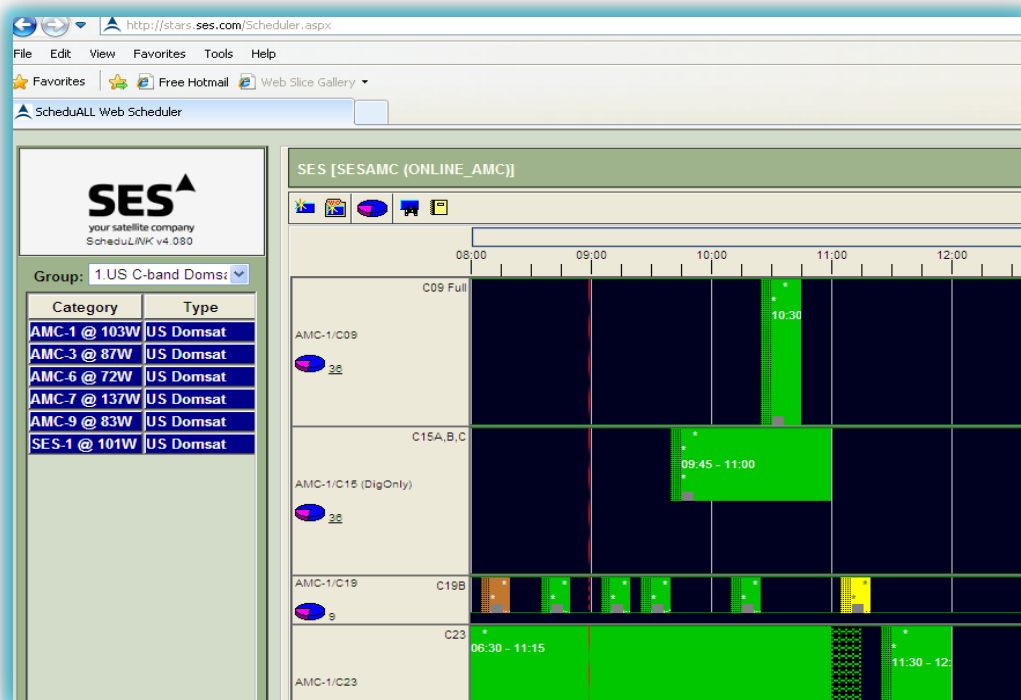 http://stars.ses.com/Scheduler.aspx
File Edit View Favorites Tools Help
Favorites Free Hotmail Web Slice Gallery
ScheduALL Web Scheduler
SES
your satellite company
ScheduLINK v4.080
Group: 1.US C-band Doms
Category Type
AMC-1 @ 103W US Domsat
AMC-3 @ 87W US Domsat
AMC-6 @ 72W US Domsat
AMC-7 @ 137W US Domsat
AMC-9 @ 83W US Domsat
SES-1 @ 101W US Domsat
SES [SESAMC (ONLINE_AMC)]
08:00 09:00 10:00 11:00 12:00
C09 Full
AMC-1/C09
36
* 
*
10:30
C15A,B,C
AMC-1/C15 (DigOnly)
36
*
*
09:45 - 11:00
*
AMC-1/C19 C19B
9
* * * * * *
* * * * * *
C23
AMC-1/C23
*
06:30 - 11:15
*
11:30 - 12: